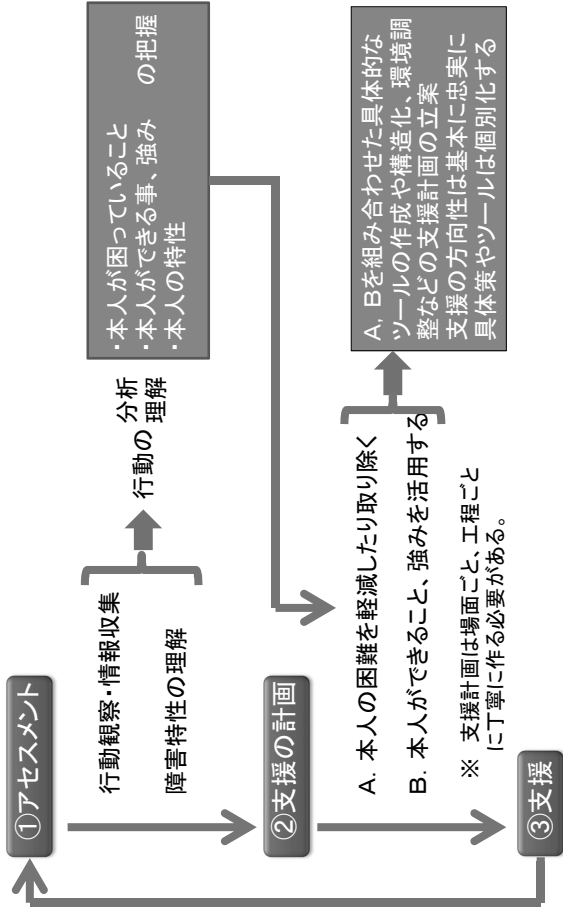 ①アセスメント
行動観察・情報収集
障害特性の理解
行動の
分析
理解
・本人が困っていること
・本人ができる事、強み　の把握
・本人の特性
②支援の計画
A. 本人の困難を軽減したり取り除く
B. 本人ができること、強みを活用する
※ 支援計画は場面ごと、工程ごと
に丁寧に作る必要がある。
A, Bを組み合わせた具体的な
ツールの作成や構造化、環境調
整などの支援計画の立案
支援の方向性は基本に忠実に
具体策やツールは個別化する
③支援